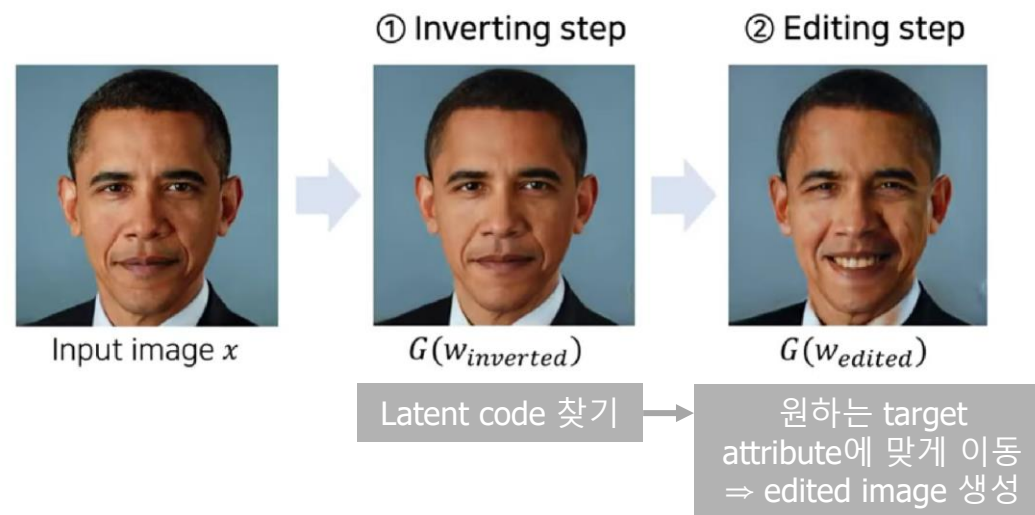 ① Inverting step
② Editing step
Input image x
G(w_inverted)
G(w_edited)
Latent code 찾기
원하는 target
attribute에 맞게 이동
⇒ edited image 생성